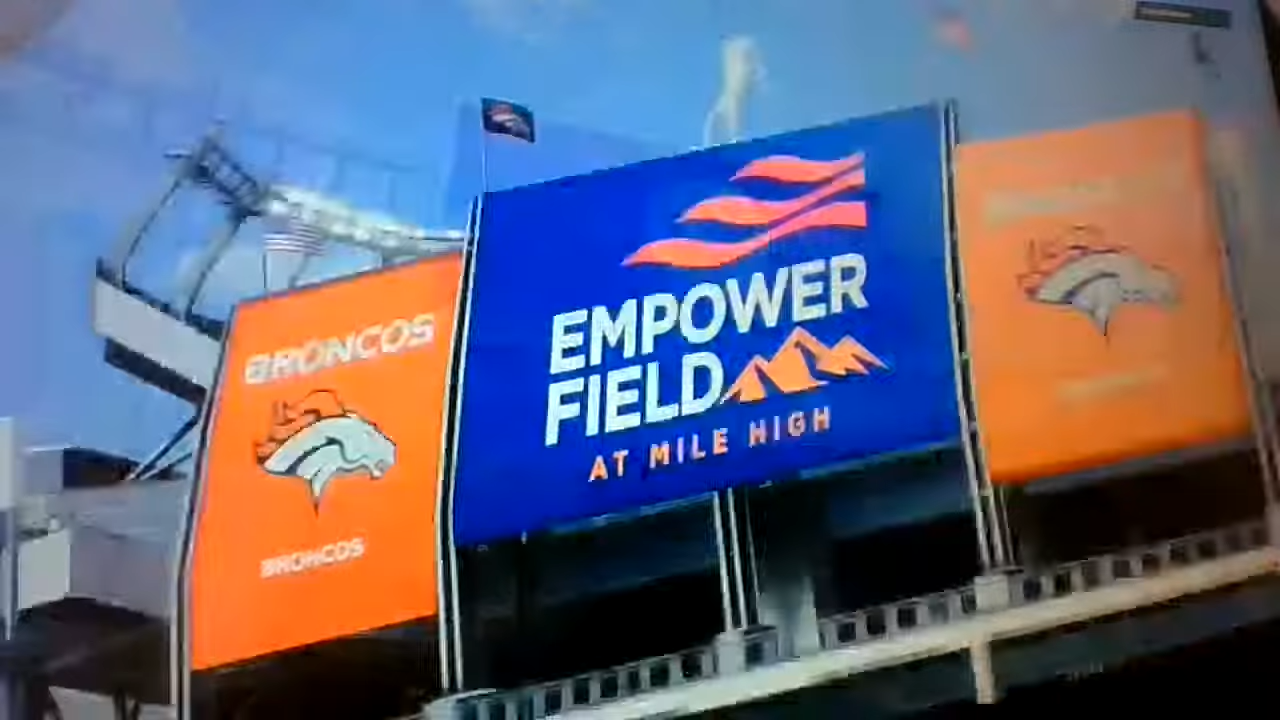 BRONCOS
BRONCOS
EMPOWER
FIELD
AT MILE HIGH